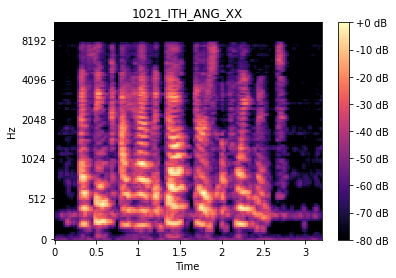 1021_ITH_ANG_XX
+0 dB
8192
-10 dB
4096
-20 dB
-30 dB
2048
Hz
-40 dB
1024
-50 dB
512
-60 dB
-70 dB
0
-80 dB
0 0.5 1 1.5 2 2.5 3
Time